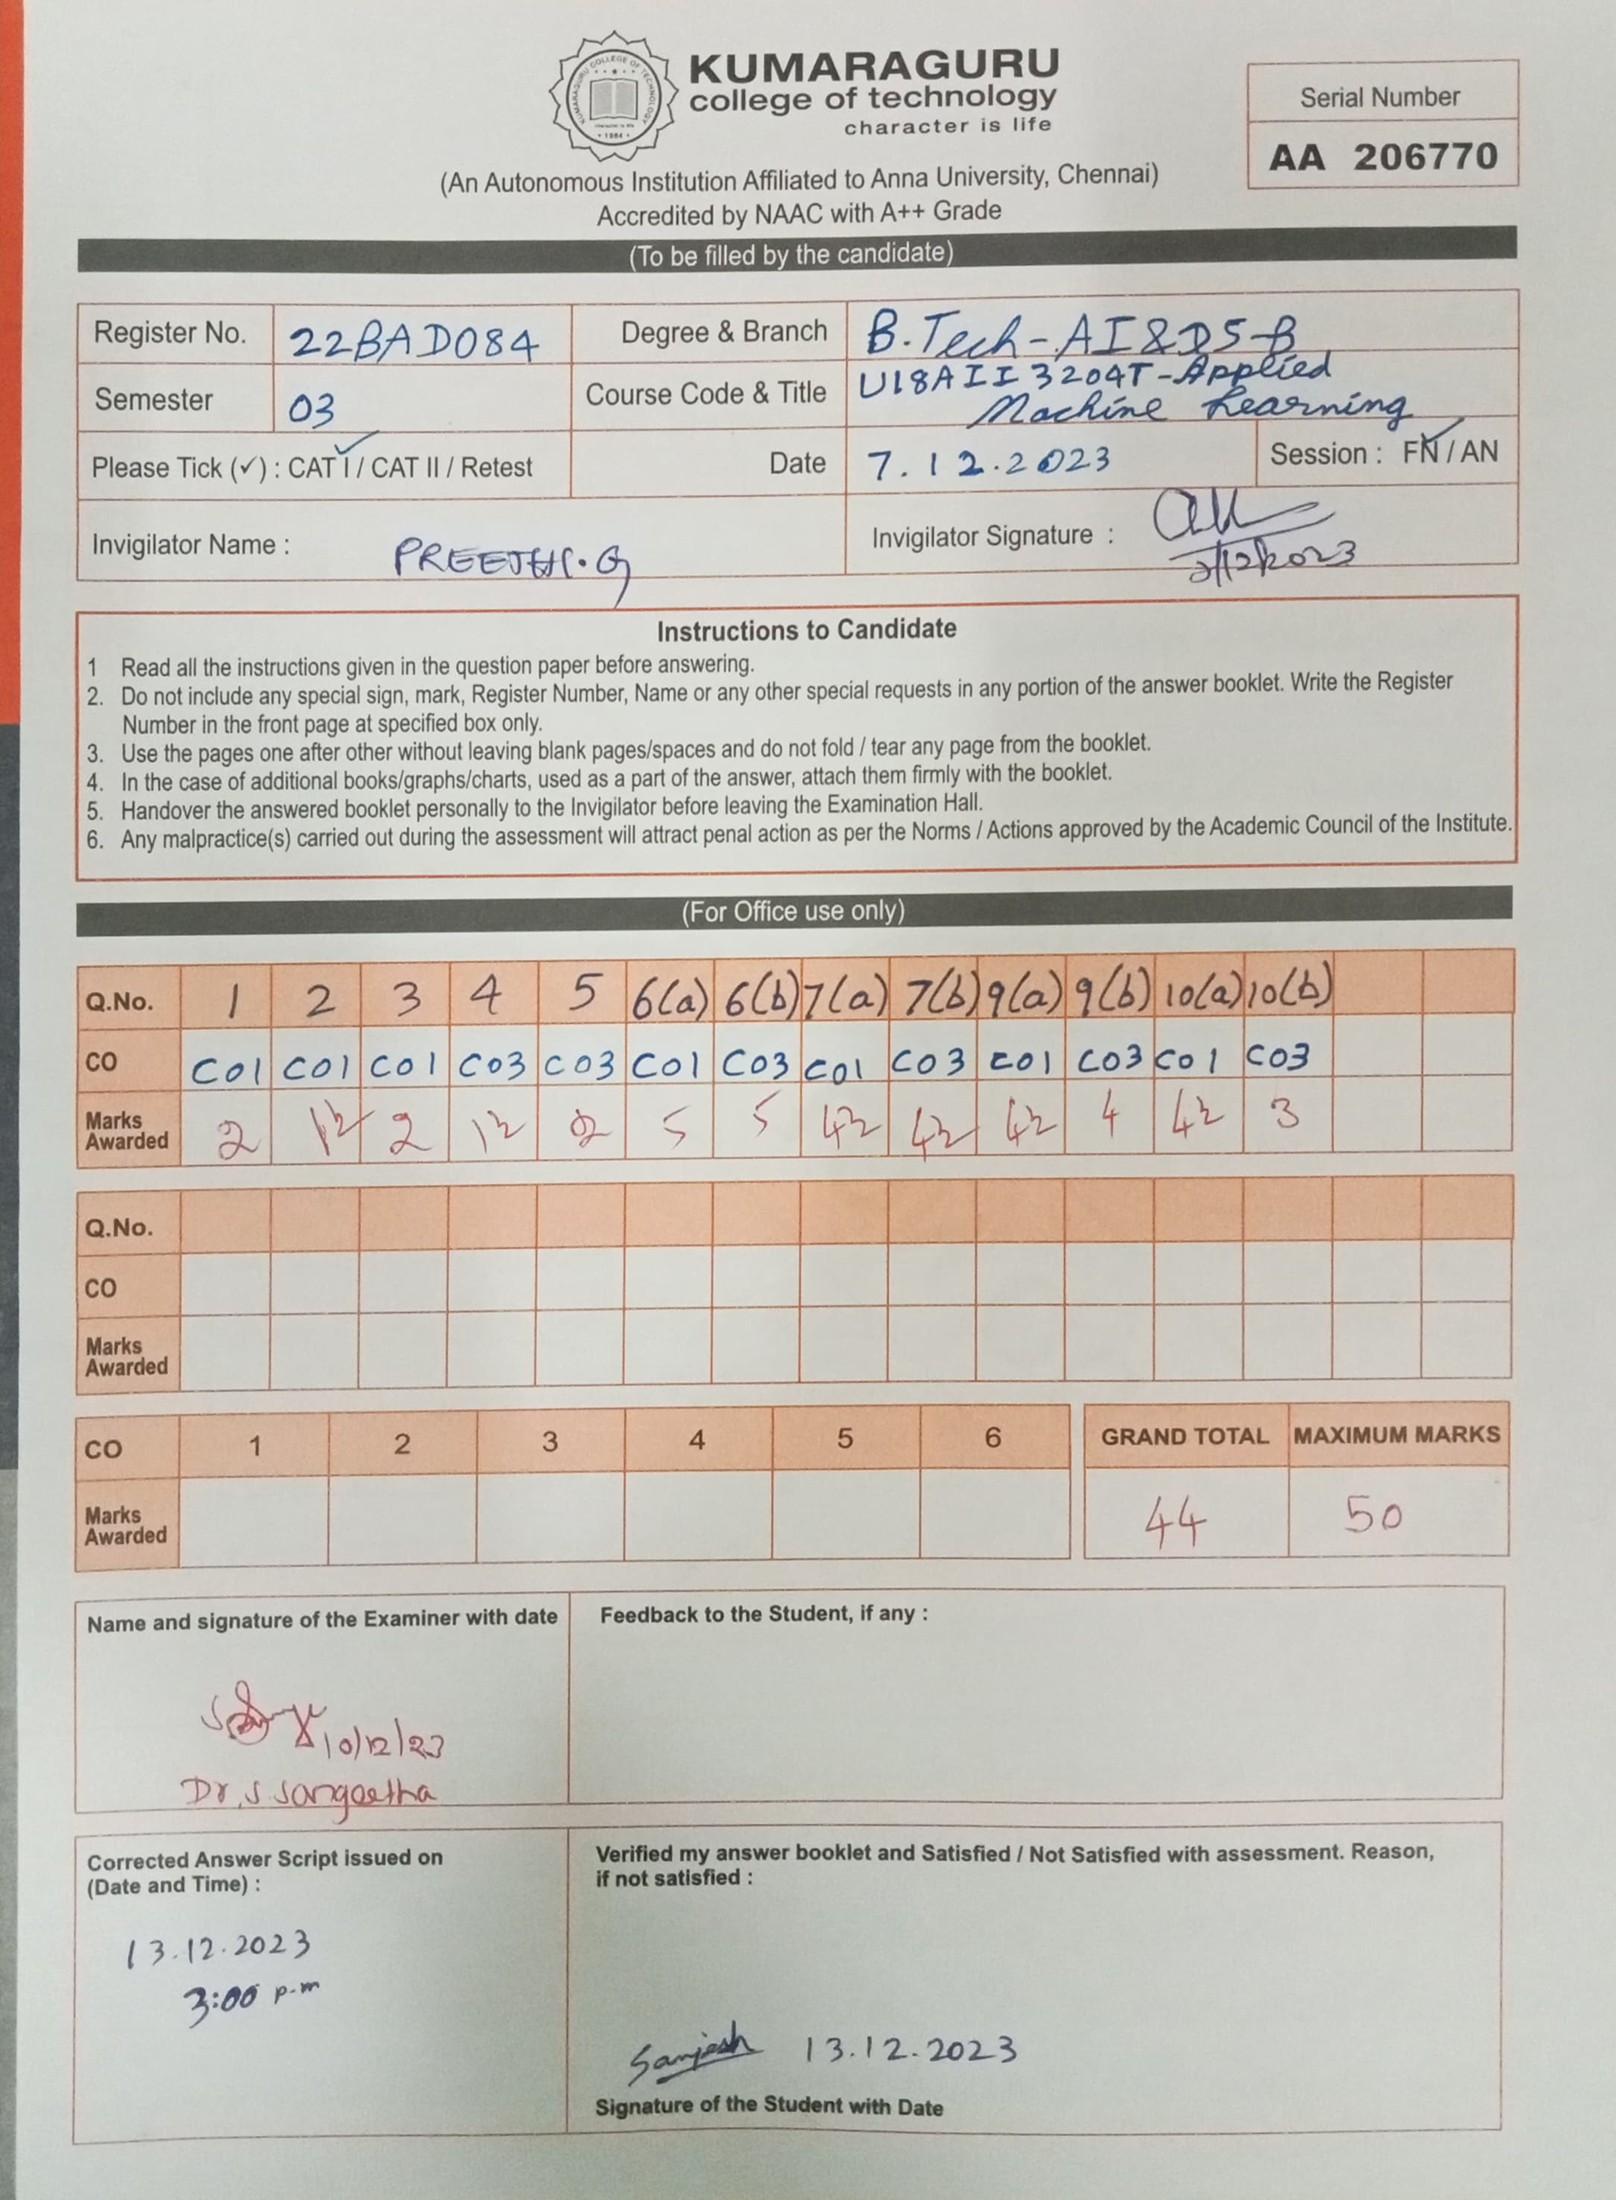 KUMARAGURU COLLEGE OF TECHNOLOGY
1984
KUMARAGURU
college of technology
character is life
Serial Number
AA 206770
(An Autonomous Institution Affiliated to Anna University, Chennai)
Accredited by NAAC with A++ Grade
(To be filled by the candidate)
Register No. 22BAD084 Degree & Branch B.Tech-AI&DS-B
Semester 03 Course Code & Title U18AII3204T-Applied
Machine Learning
Please Tick (✓) : CAT I / CAT II / Retest Date 7.12.2023 Session : FN / AN
Invigilator Name : PREETHI.G Invigilator Signature :
7/12/2023
Instructions to Candidate
1 Read all the instructions given in the question paper before answering.
2. Do not include any special sign, mark, Register Number, Name or any other special requests in any portion of the answer booklet. Write the Register
Number in the front page at specified box only.
3. Use the pages one after other without leaving blank pages/spaces and do not fold / tear any page from the booklet.
4. In the case of additional books/graphs/charts, used as a part of the answer, attach them firmly with the booklet.
5. Handover the answered booklet personally to the Invigilator before leaving the Examination Hall.
6. Any malpractice(s) carried out during the assessment will attract penal action as per the Norms / Actions approved by the Academic Council of the Institute.
(For Office use only)
Q.No. 1 2 3 4 5 6(a) 6(b) 7(a) 7(b) 9(a) 9(b) 10(a) 10(b)
CO CO1 CO1 CO1 CO3 CO3 CO1 CO3 CO1 CO3 CO1 CO3 CO1 CO3
Marks
Awarded 2 1½ 2 1½ 2 5 5 4½ 4½ 4½ 4 4½ 3
Q.No.
CO
Marks
Awarded
CO 1 2 3 4 5 6 GRAND TOTAL MAXIMUM MARKS
Marks
Awarded 44 50
Name and signature of the Examiner with date Feedback to the Student, if any :
10/12/23
Dr.S.Sangeetha
Corrected Answer Script issued on
(Date and Time) :
Verified my answer booklet and Satisfied / Not Satisfied with assessment. Reason,
if not satisfied :
13.12.2023
3:00 p.m
Sanjesh 13.12.2023
Signature of the Student with Date